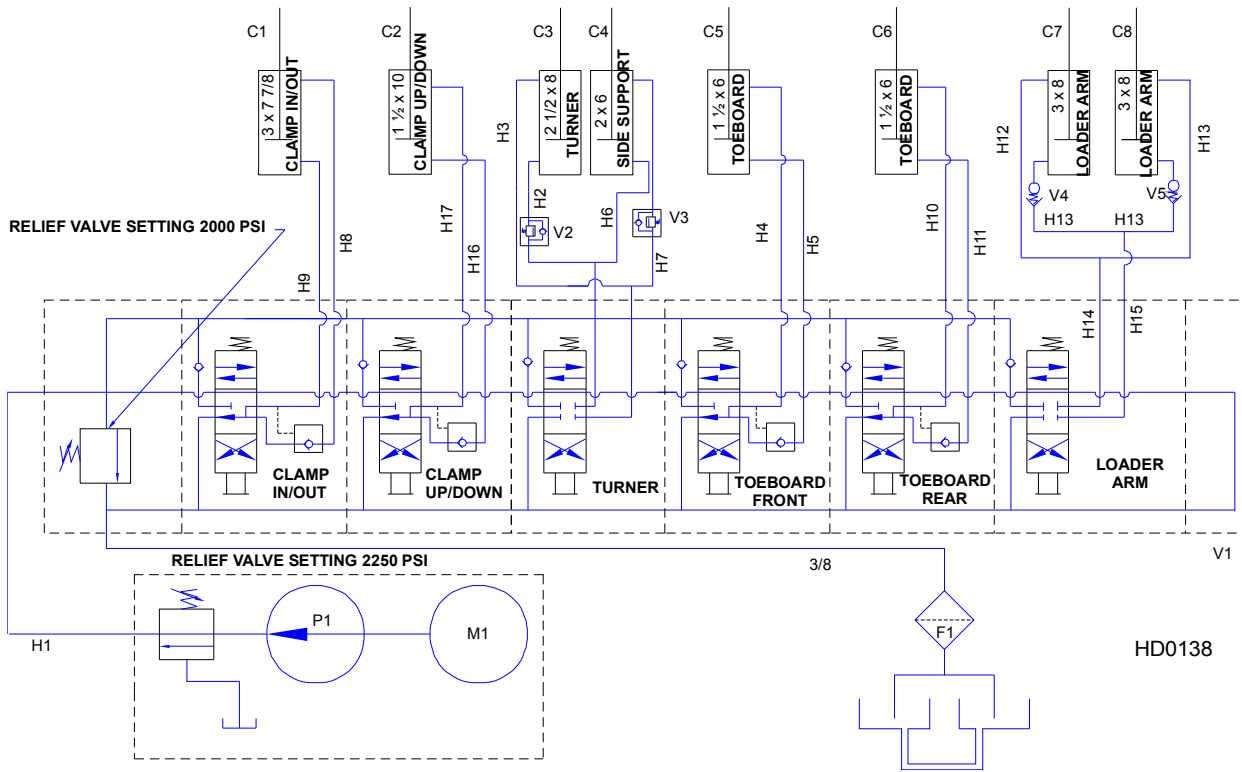 C1
C2
C3
C4
C5
C6
C7
C8
3 x 7 7/8
CLAMP IN/OUT
1 ½ x 10
CLAMP UP/DOWN
2 1/2 x 8
TURNER
2 x 6
SIDE SUPPORT
1 ½ x 6
TOEBOARD
1 ½ x 6
TOEBOARD
3 x 8
LOADER ARM
3 x 8
LOADER ARM
H3
H12
H13
H2
H6
V2
V3
V4
V5
H13
H13
RELIEF VALVE SETTING 2000 PSI
H8
H9
H17
H16
H7
H4
H5
H10
H11
H14
H15
CLAMP
IN/OUT
CLAMP
UP/DOWN
TURNER
TOEBOARD
FRONT
TOEBOARD
REAR
LOADER
ARM
V1
RELIEF VALVE SETTING 2250 PSI
3/8
H1
P1
M1
F1
HD0138